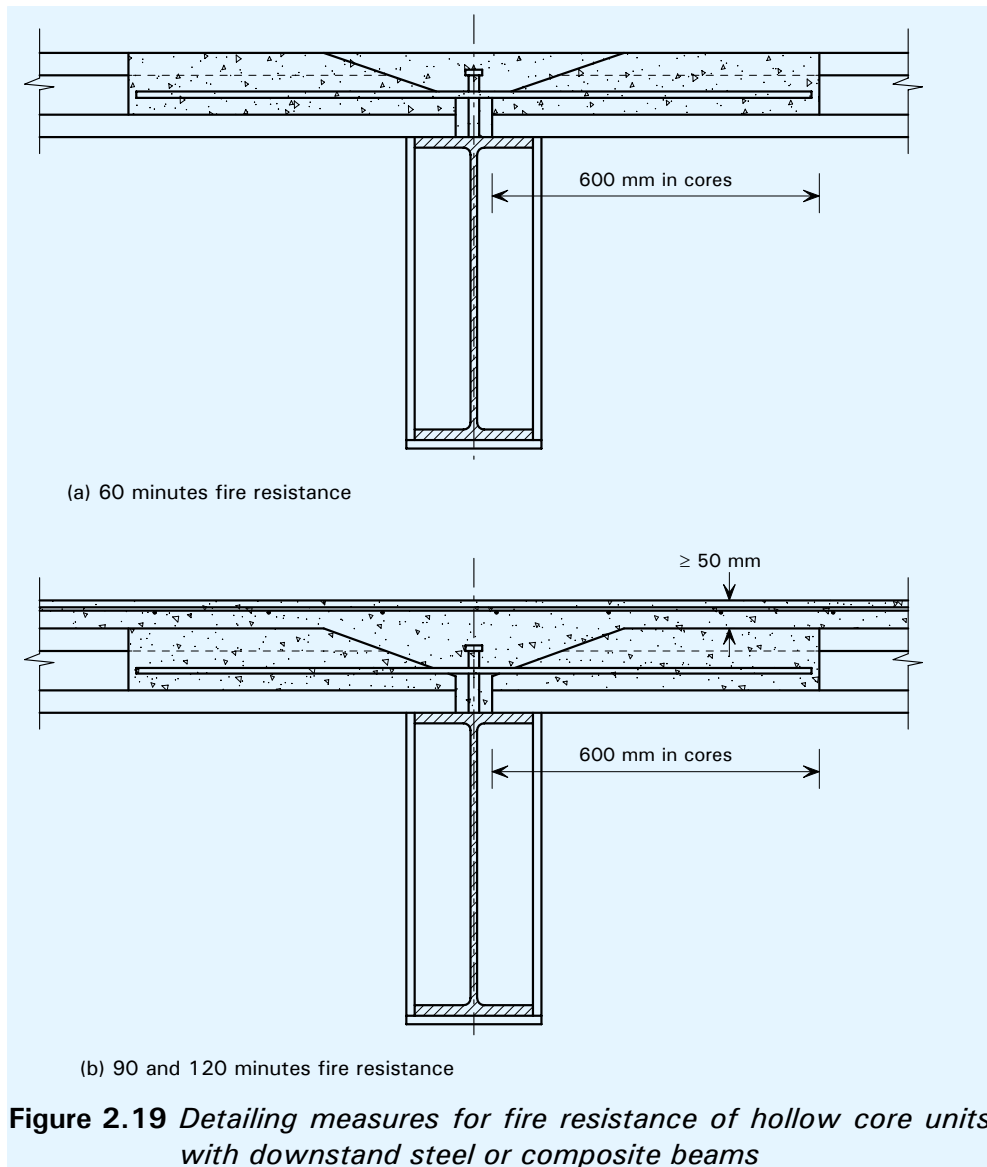 600 mm in cores
(a) 60 minutes fire resistance
≥ 50 mm
600 mm in cores
(b) 90 and 120 minutes fire resistance
Figure 2.19 Detailing measures for fire resistance of hollow core units
with downstand steel or composite beams